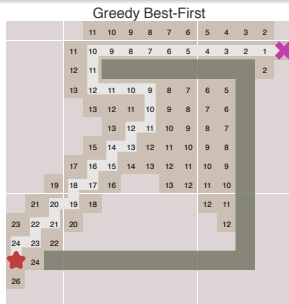 Greedy Best-First
11 10 9 8 7 6 5 4 3 2
11 10 9 8 7 6 5 4 3 2 1
12 11 2
13 12 11 10 9 8 7 6 5
13 12 11 10 9 8 7 6
13 12 11 10 9 8 7
15 14 13 12 11 10 9 8
17 16 15 14 13 12 11 10 9
19 18 17 16 13 12 11 10
21 20 19 18 12 11
23 22 21 20 12
24 23 22
24
26